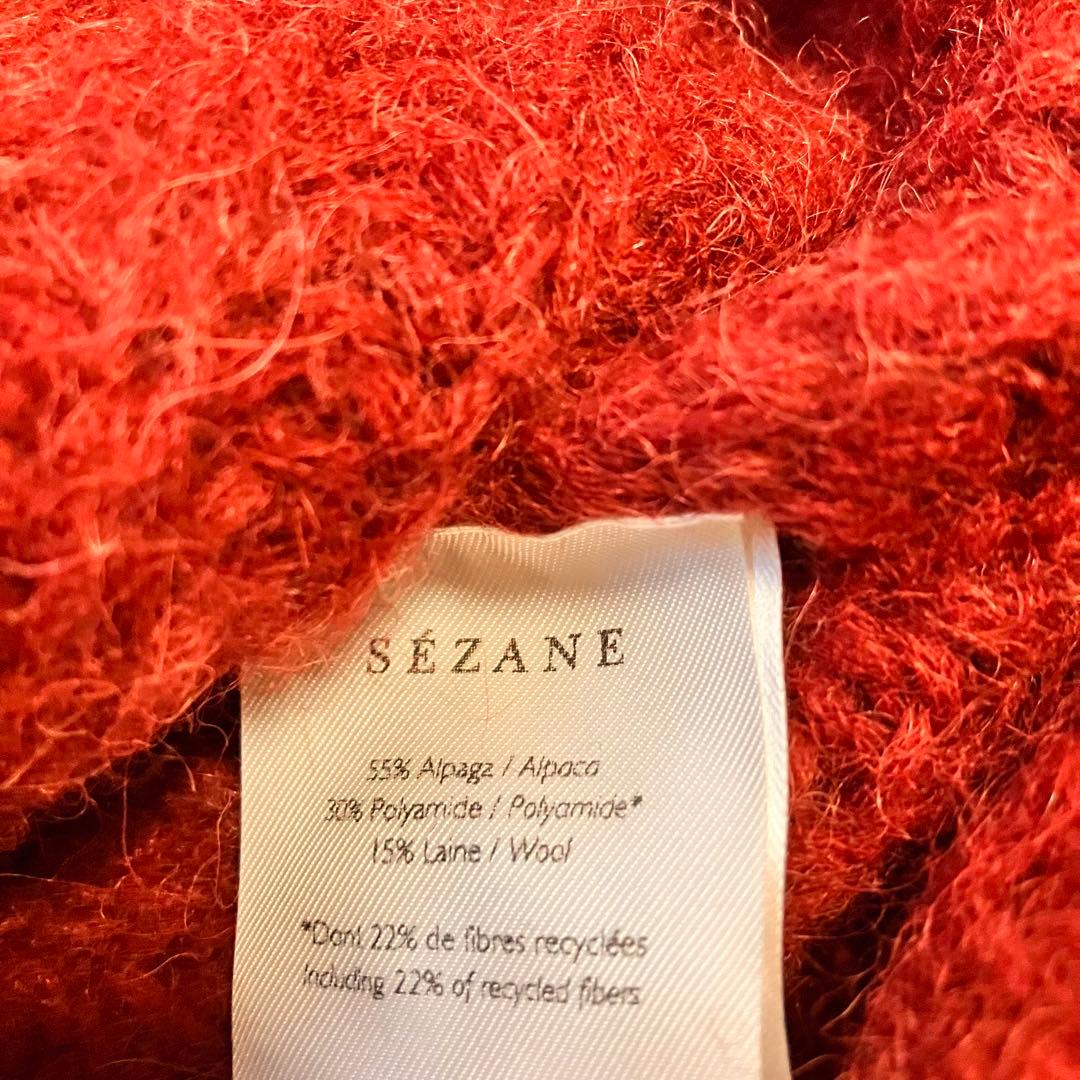 SÉZANE
55% Alpaga / Alpaca
30% Polyamide / Polyamide*
15% Laine / Wool
*Dont 22% de fibres recyclées
Including 22% of recycled fibers